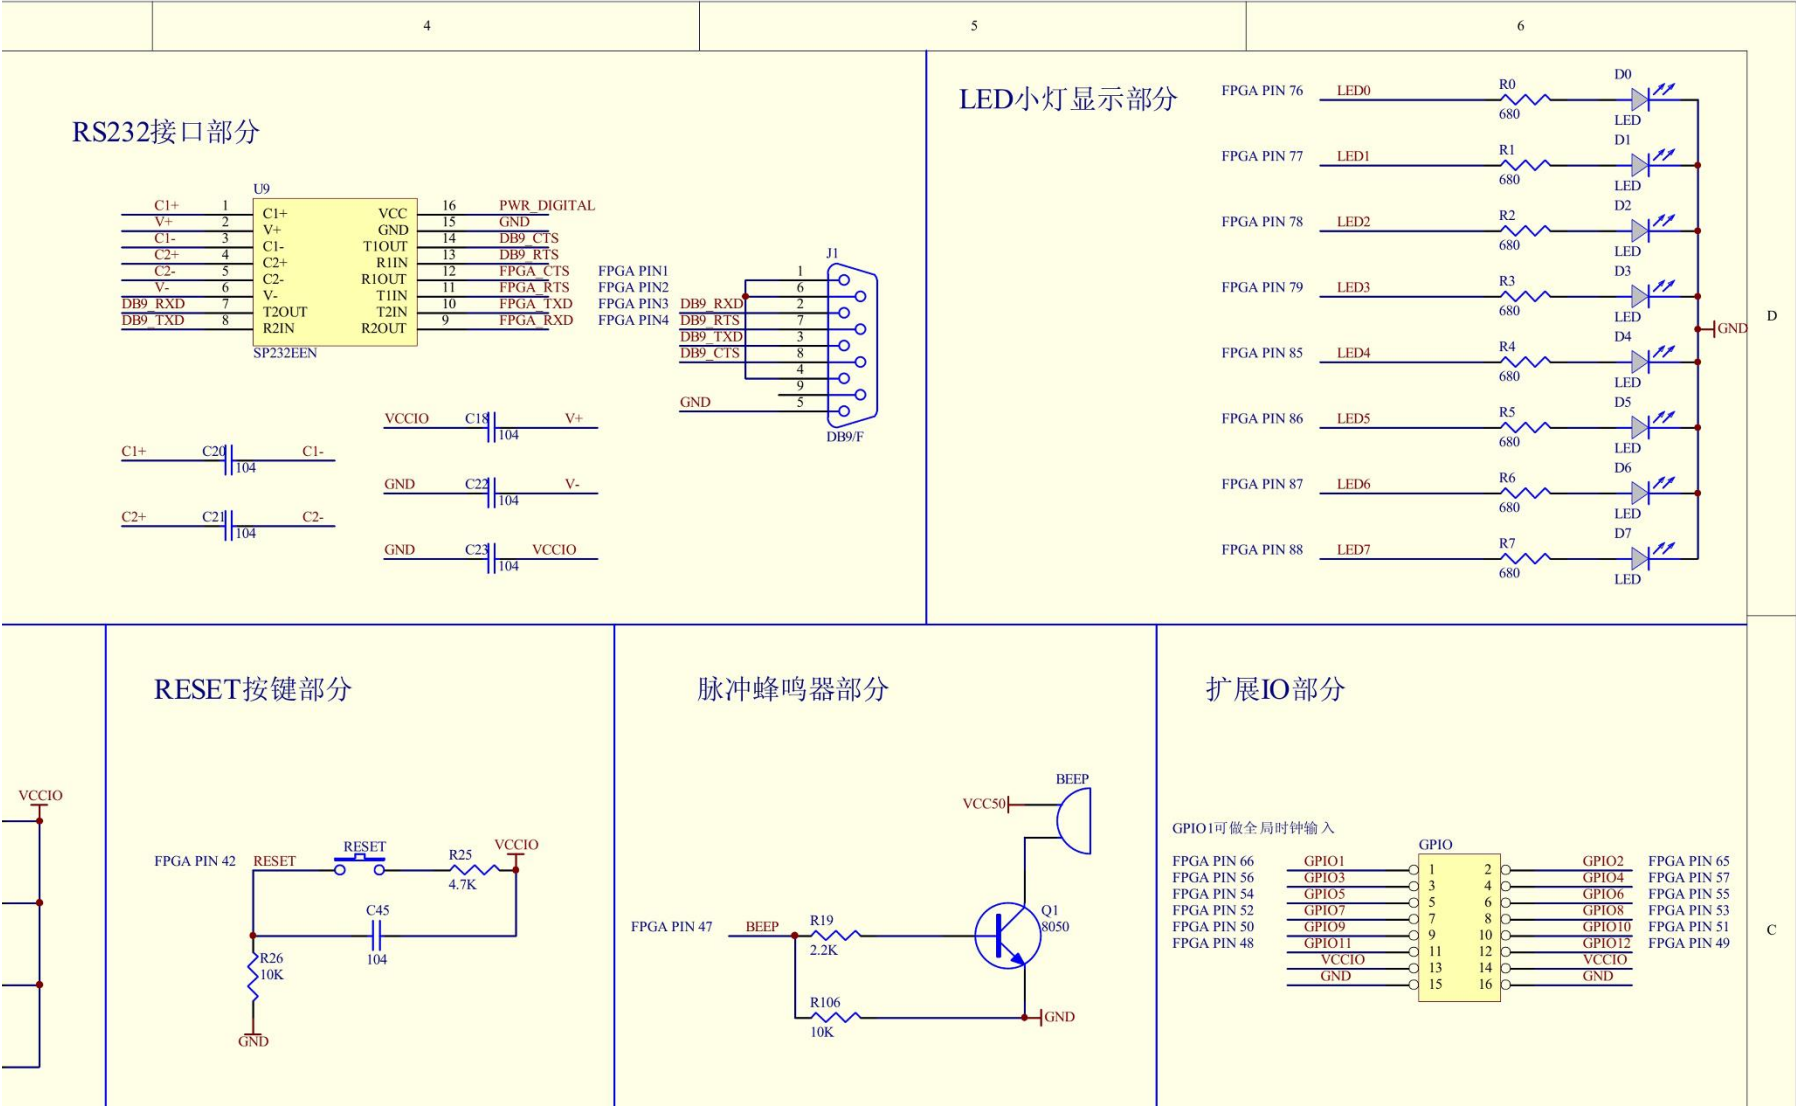 4
5
6
RS232接口部分
U9
C1+ 1 C1+ VCC 16 PWR_DIGITAL
V+ 2 V+ GND 15 GND
C1- 3 C1- T1OUT 14 DB9_CTS
C2+ 4 C2+ R1IN 13 DB9_RTS
C2- 5 C2- R1OUT 12 FPGA_CTS FPGA PIN1
V- 6 V- T1IN 11 FPGA_RTS FPGA PIN2
DB9_RXD 7 T2OUT T2IN 10 FPGA_TXD FPGA PIN3
DB9_TXD 8 R2IN R2OUT 9 FPGA_RXD FPGA PIN4
SP232EEN
J1
1
6
DB9_RXD 2
DB9_RTS 7
DB9_TXD 3
DB9_CTS 8
4
9
GND 5
DB9/F
VCCIO C18 V+
104
C1+ C20 C1-
104
GND C22 V-
104
C2+ C21 C2-
104
GND C23 VCCIO
104
LED小灯显示部分
D0
FPGA PIN 76 LED0 R0
680 LED
D1
FPGA PIN 77 LED1 R1
680 LED
D2
FPGA PIN 78 LED2 R2
680 LED
D3
FPGA PIN 79 LED3 R3
680 LED
GND
D4
FPGA PIN 85 LED4 R4
680 LED
D5
FPGA PIN 86 LED5 R5
680 LED
D6
FPGA PIN 87 LED6 R6
680 LED
D7
FPGA PIN 88 LED7 R7
680 LED
D
VCCIO
RESET按键部分
RESET VCCIO
FPGA PIN 42 RESET R25
4.7K
C45
104
R26
10K
GND
脉冲蜂鸣器部分
BEEP
VCC50
Q1
8050
FPGA PIN 47 BEEP R19
2.2K
R106
10K
GND
扩展IO部分
GPIO1可做全局时钟输入
GPIO
FPGA PIN 66 GPIO1 1 2 GPIO2 FPGA PIN 65
FPGA PIN 56 GPIO3 3 4 GPIO4 FPGA PIN 57
FPGA PIN 54 GPIO5 5 6 GPIO6 FPGA PIN 55
FPGA PIN 52 GPIO7 7 8 GPIO8 FPGA PIN 53
FPGA PIN 50 GPIO9 9 10 GPIO10 FPGA PIN 51
FPGA PIN 48 GPIO11 11 12 GPIO12 FPGA PIN 49
VCCIO 13 14 VCCIO
GND 15 16 GND
C